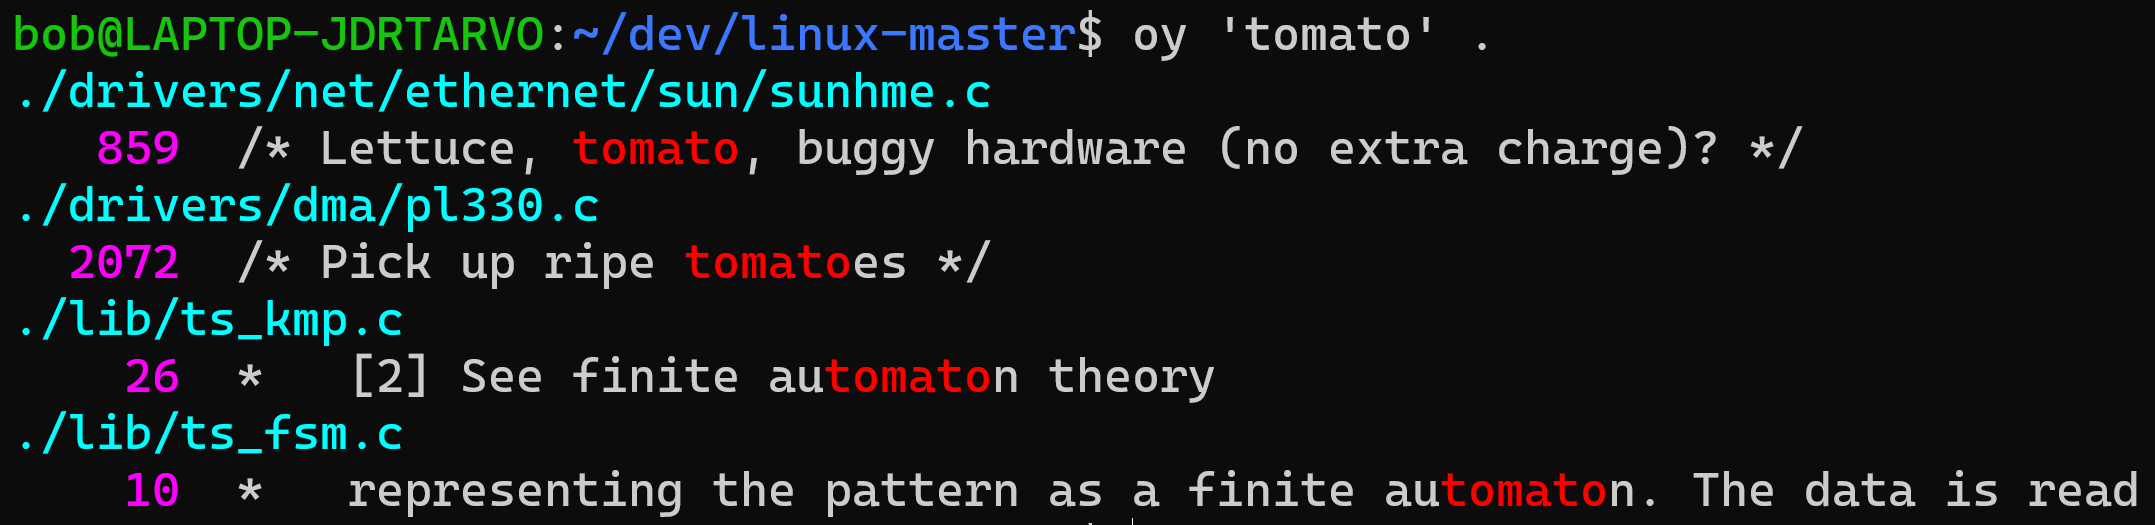 bob@LAPTOP-JDRTARVO:~/dev/linux-master$ oy 'tomato' .
./drivers/net/ethernet/sun/sunhme.c
   859  /* Lettuce, tomato, buggy hardware (no extra charge)? */
./drivers/dma/pl330.c
  2072  /* Pick up ripe tomatoes */
./lib/ts_kmp.c
    26  *   [2] See finite automaton theory
./lib/ts_fsm.c
    10  *   representing the pattern as a finite automaton. The data is read